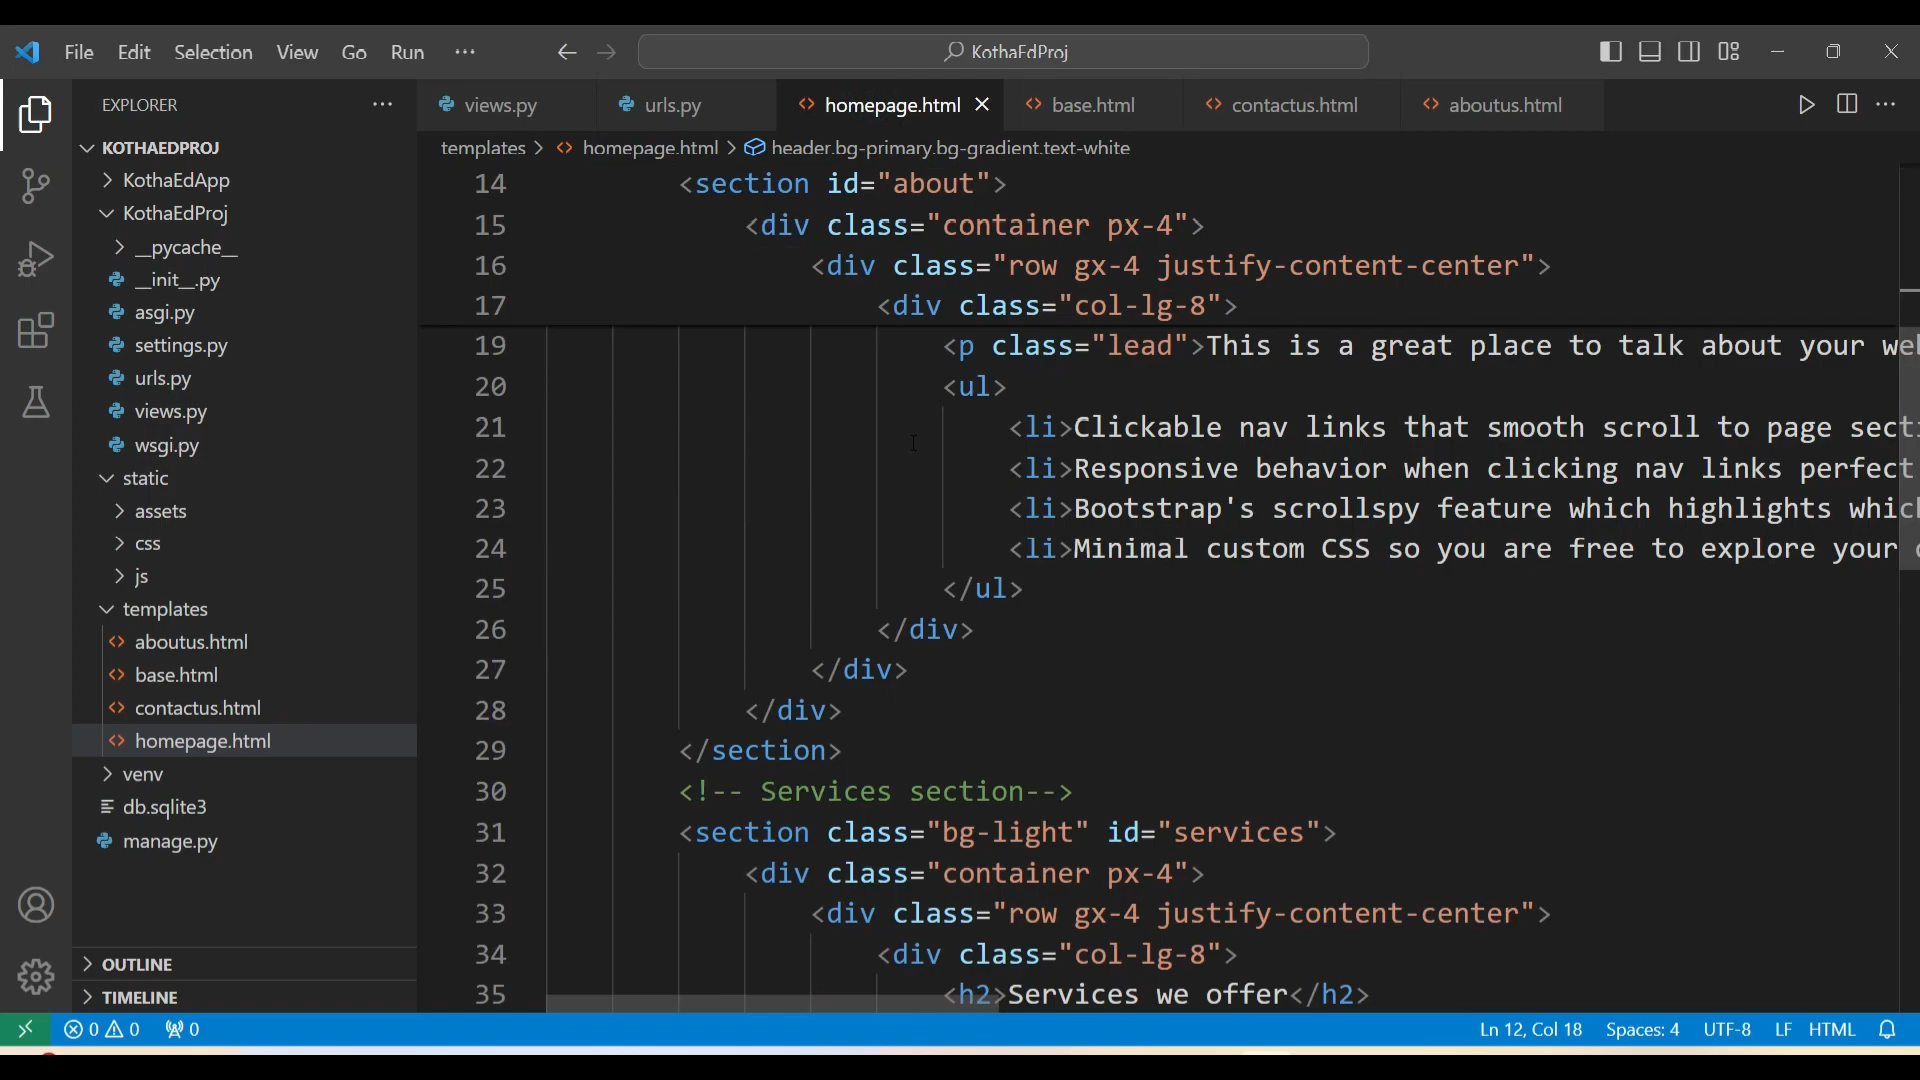 File Edit Selection View Go Run ··· KothaEdProj
EXPLORER ···
KOTHAEDPROJ
KothaEdApp
KothaEdProj
__pycache__
__init__.py
asgi.py
settings.py
urls.py
views.py
wsgi.py
static
assets
css
js
templates
aboutus.html
base.html
contactus.html
homepage.html
venv
db.sqlite3
manage.py
OUTLINE
TIMELINE
views.py urls.py homepage.html base.html contactus.html aboutus.html ···
templates > homepage.html > header.bg-primary.bg-gradient.text-white
14 <section id="about">
15 <div class="container px-4">
16 <div class="row gx-4 justify-content-center">
17 <div class="col-lg-8">
19 <p class="lead">This is a great place to talk about your
20 <ul>
21 <li>Clickable nav links that smooth scroll to page
22 <li>Responsive behavior when clicking nav links perfect
23 <li>Bootstrap's scrollspy feature which highlights
24 <li>Minimal custom CSS so you are free to explore your
25 </ul>
26 </div>
27 </div>
28 </div>
29 </section>
30 <!-- Services section-->
31 <section class="bg-light" id="services">
32 <div class="container px-4">
33 <div class="row gx-4 justify-content-center">
34 <div class="col-lg-8">
35 <h2>Services we offer</h2>
0 0 0 Ln 12, Col 18 Spaces: 4 UTF-8 LF HTML